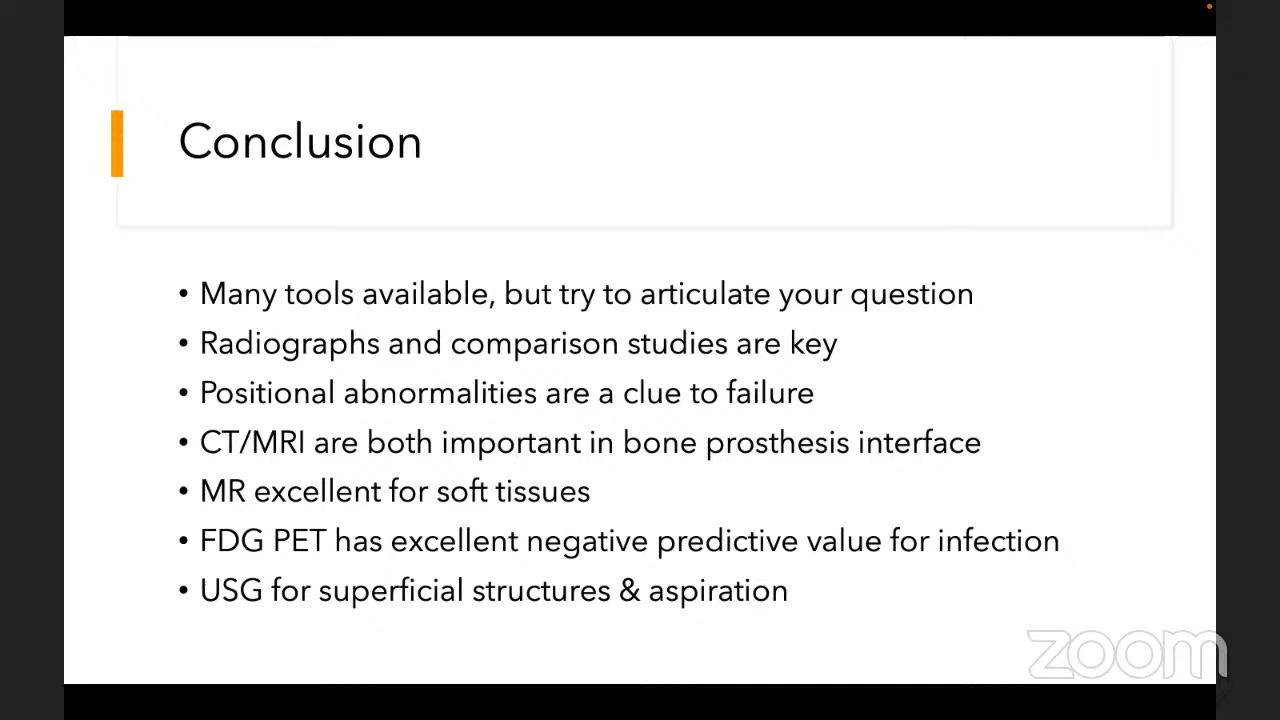 Conclusion
• Many tools available, but try to articulate your question
• Radiographs and comparison studies are key
• Positional abnormalities are a clue to failure
• CT/MRI are both important in bone prosthesis interface
• MR excellent for soft tissues
• FDG PET has excellent negative predictive value for infection
• USG for superficial structures & aspiration
zoom